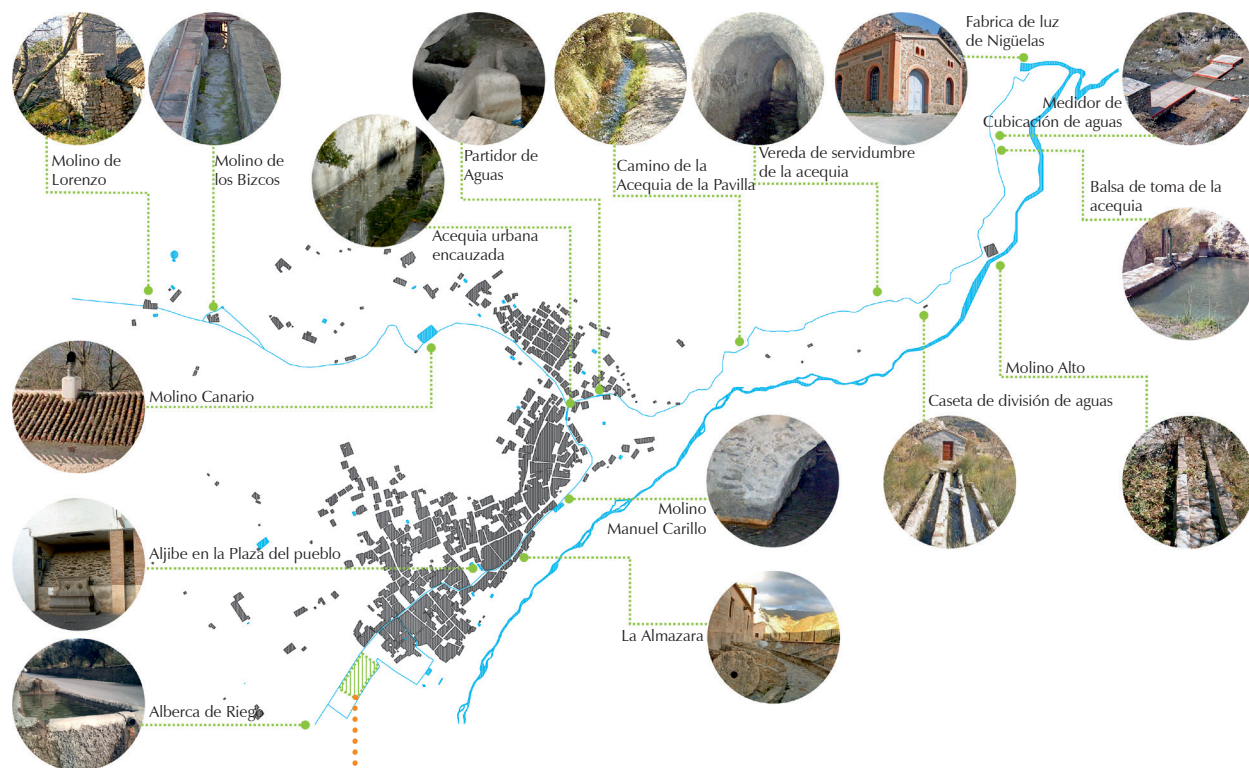 Fabrica de luz
de Nigüelas
Medidor de
Cubicación de aguas
Molino de
Lorenzo
Molino de
los Bizcos
Partidor de
Aguas
Camino de la
Acequia de la Pavilla
Vereda de servidumbre
de la acequia
Balsa de toma de la
acequia
Acequia urbana
encauzada
Molino Alto
Molino Canario
Caseta de división de aguas
Molino
Manuel Carillo
Aljibe en la Plaza del pueblo
La Almazara
Alberca de Riego